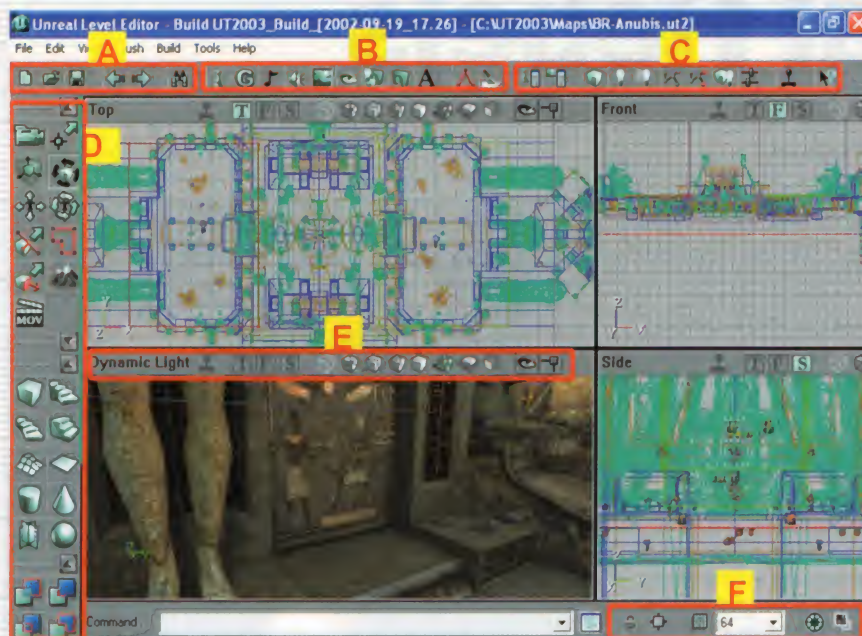 Unreal Level Editor - Build UT2003_Build_[2002-09-19_17.26] - [C:\UT2003\Maps\BR-Anubis.ut2]
File Edit Brush Build Tools Help
A B C
G A
D
Top T F S
Front T F S
MOV
E
Dynamic Light T F S
Side T F S
F
Command 64